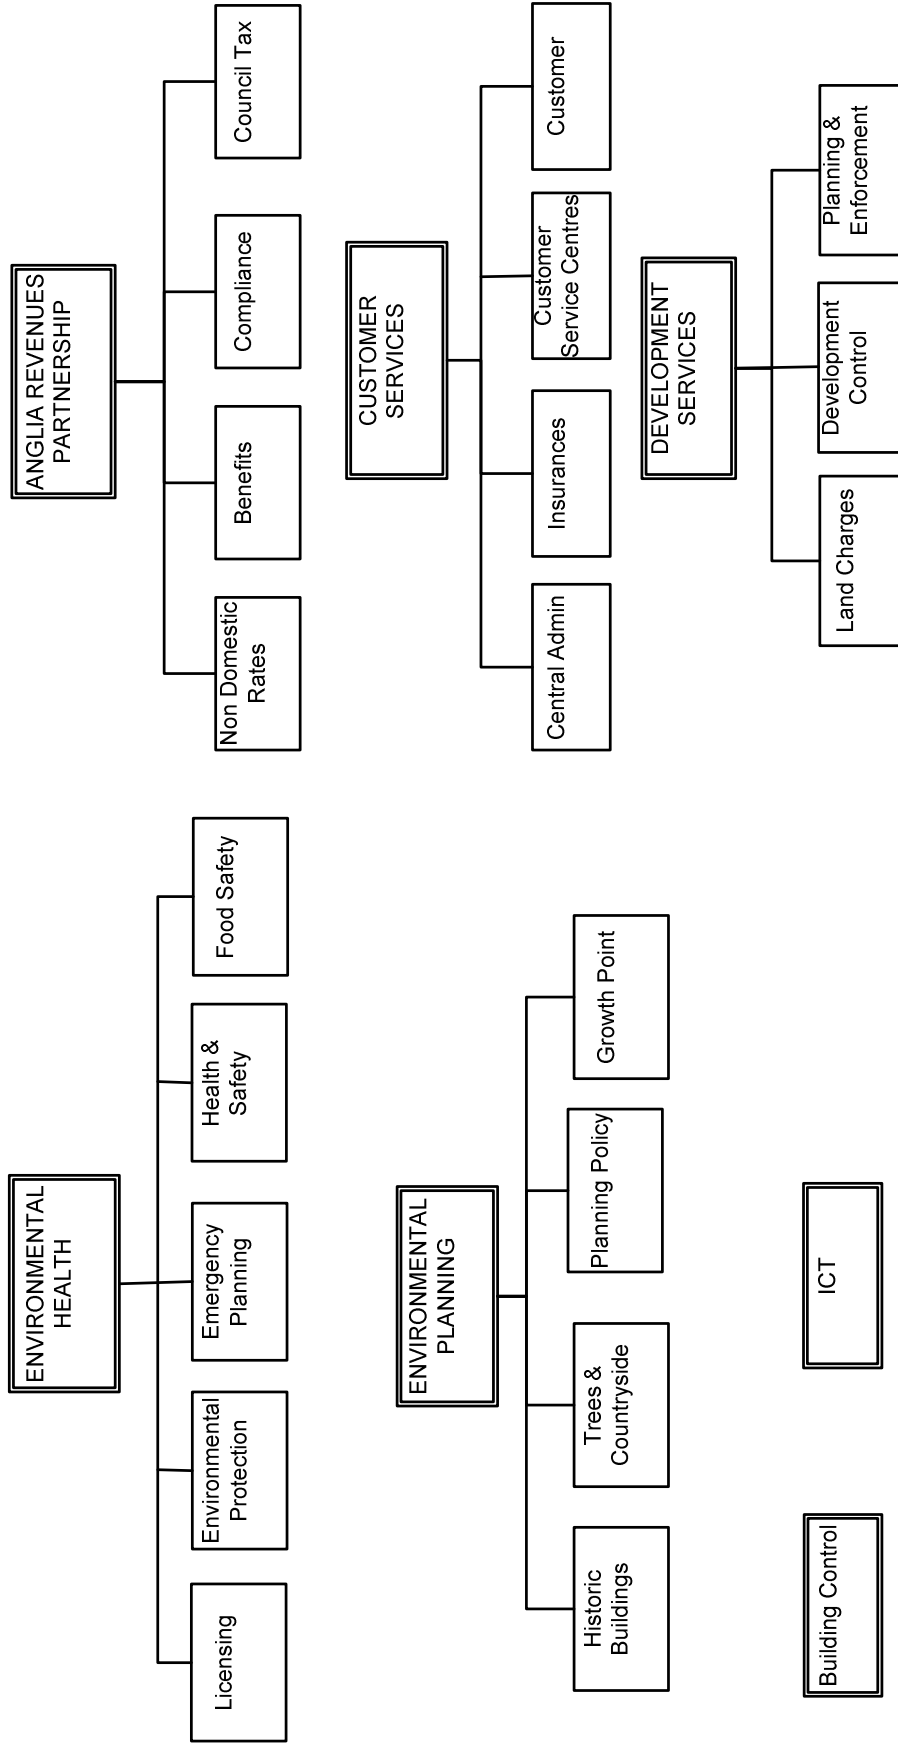 ENVIRONMENTAL
HEALTH
Licensing
Environmental
Protection
Emergency
Planning
Health &
Safety
Food Safety
ANGLIA REVENUES
PARTNERSHIP
Non Domestic
Rates
Benefits
Compliance
Council Tax
ENVIRONMENTAL
PLANNING
Historic
Buildings
Trees &
Countryside
Planning Policy
Growth Point
CUSTOMER
SERVICES
Central Admin
Insurances
Customer
Service Centres
Customer
DEVELOPMENT
SERVICES
Land Charges
Development
Control
Planning &
Enforcement
Building Control
ICT